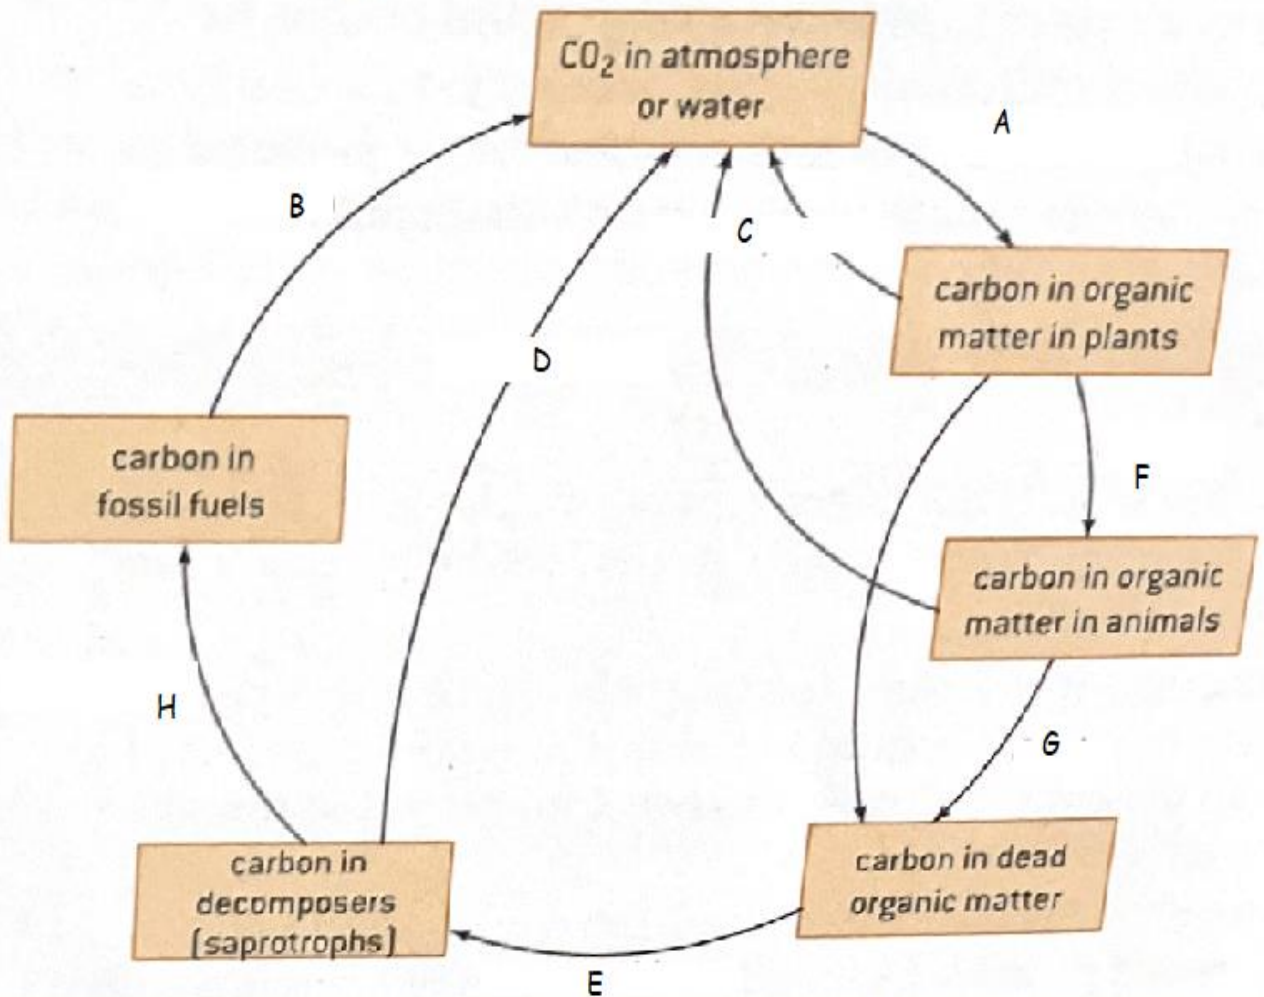 CO₂ in atmosphere
or water
A
B
C
carbon in organic
matter in plants
D
carbon in
fossil fuels
F
carbon in organic
matter in animals
H
G
carbon in
decomposers
(saprotrophs)
carbon in dead
organic matter
E